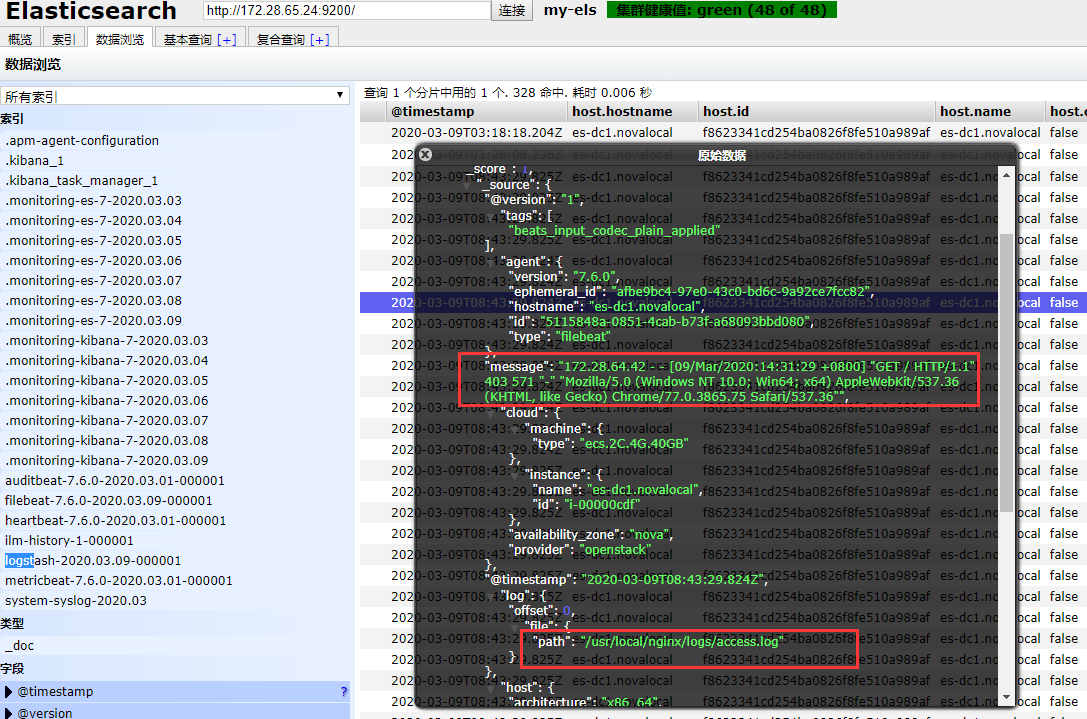 Elasticsearch
http://172.28.65.24:9200/
连接
my-els
集群健康值: green (48 of 48)
概览
索引
数据浏览
基本查询 [+]
复合查询 [+]
数据浏览
所有索引
索引
.apm-agent-configuration
.kibana_1
.kibana_task_manager_1
.monitoring-es-7-2020.03.03
.monitoring-es-7-2020.03.04
.monitoring-es-7-2020.03.05
.monitoring-es-7-2020.03.06
.monitoring-es-7-2020.03.07
.monitoring-es-7-2020.03.08
.monitoring-es-7-2020.03.09
.monitoring-kibana-7-2020.03.03
.monitoring-kibana-7-2020.03.04
.monitoring-kibana-7-2020.03.05
.monitoring-kibana-7-2020.03.06
.monitoring-kibana-7-2020.03.07
.monitoring-kibana-7-2020.03.08
.monitoring-kibana-7-2020.03.09
auditbeat-7.6.0-2020.03.01-000001
filebeat-7.6.0-2020.03.09-000001
heartbeat-7.6.0-2020.03.01-000001
ilm-history-1-000001
logstash-2020.03.09-000001
metricbeat-7.6.0-2020.03.01-000001
system-syslog-2020.03
类型
_doc
字段
@timestamp ?
@version
查询 1 个分片中用的 1 个. 328 命中. 耗时 0.006 秒
@timestamp host.hostname host.id host.name host.c
2020-03-09T03:18:18.204Z es-dc1.novalocal f8623341cd254ba0826f8fe510a989af es-dc1.novalocal false
原始数据
_score : 1,
"_source": {
"@version": "1",
"tags": [
"beats_input_codec_plain_applied"
],
"agent": {
"version": "7.6.0",
"ephemeral_id": "afbe9bc4-97e0-43c0-bd6c-9a92ce7fcc82",
"hostname": "es-dc1.novalocal",
"id": "5115848a-0851-4cab-b73f-a68093bbd080",
"type": "filebeat"
},
"message": "172.28.64.42 - - [09/Mar/2020:14:31:29 +0800] "GET / HTTP/1.1"
403 571 "-" "Mozilla/5.0 (Windows NT 10.0; Win64; x64) AppleWebKit/537.36
(KHTML, like Gecko) Chrome/77.0.3865.75 Safari/537.36"",
"cloud": {
"machine": {
"type": "ecs.2C.4G.40GB"
},
"instance": {
"name": "es-dc1.novalocal",
"id": "i-00000cdf"
},
"availability_zone": "nova",
"provider": "openstack"
},
"@timestamp": "2020-03-09T08:43:29.824Z",
"log": {
"offset": 0,
"file": {
"path": "/usr/local/nginx/logs/access.log"
}
},
"host": {
"architecture": "x86_64",